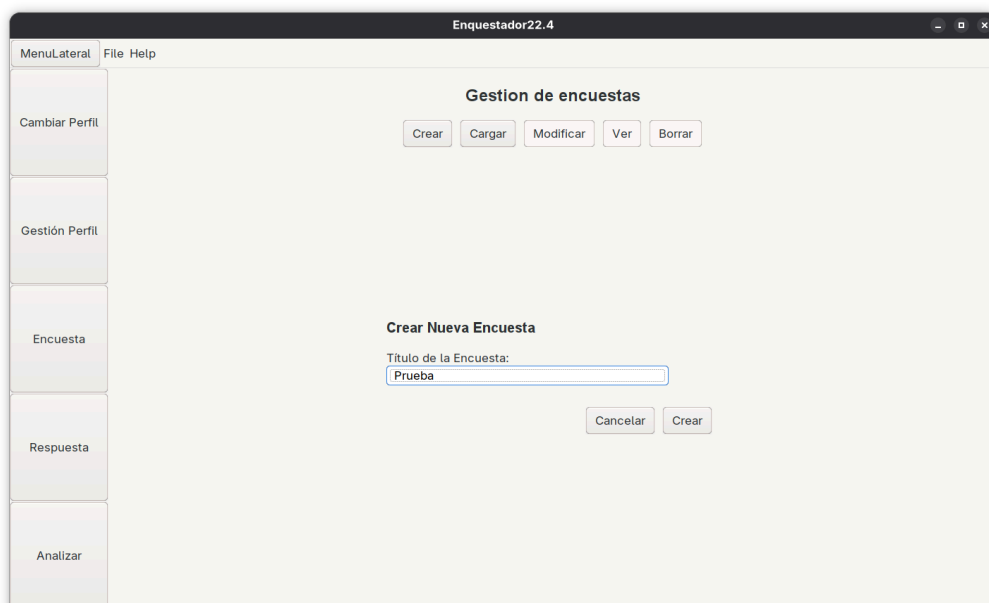 Enquestador22.4
MenuLateral File Help
Cambiar Perfil
Gestión Perfil
Encuesta
Respuesta
Analizar
Gestion de encuestas
Crear Cargar Modificar Ver Borrar
Crear Nueva Encuesta
Título de la Encuesta:
Prueba
Cancelar Crear